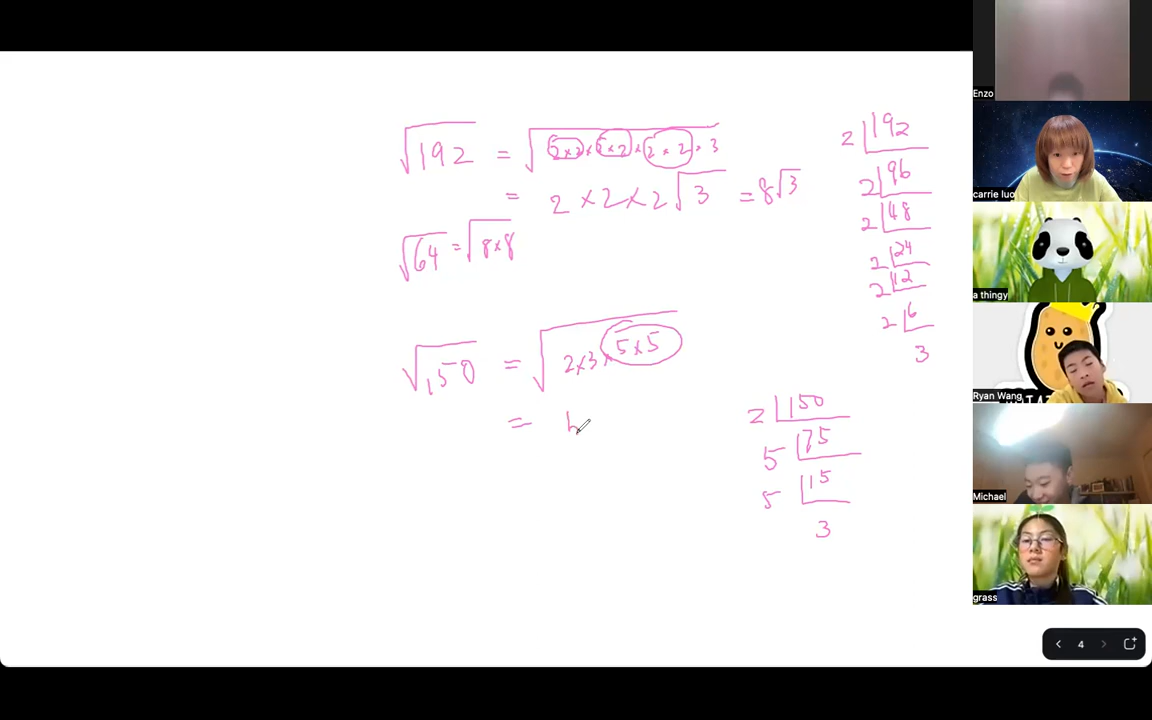 √192 = √2×2×2×2×2×2×3
= 2×2×2√3 = 8√3
√64 = √8×8
√150 = √2×3×5×5
=
2 192
2 96
2 48
2 24
2 12
2 6
3
2 150
5 75
5 15
3
Enzo
carrie luo
a thingy
Ryan Wang
Michael
grass
4